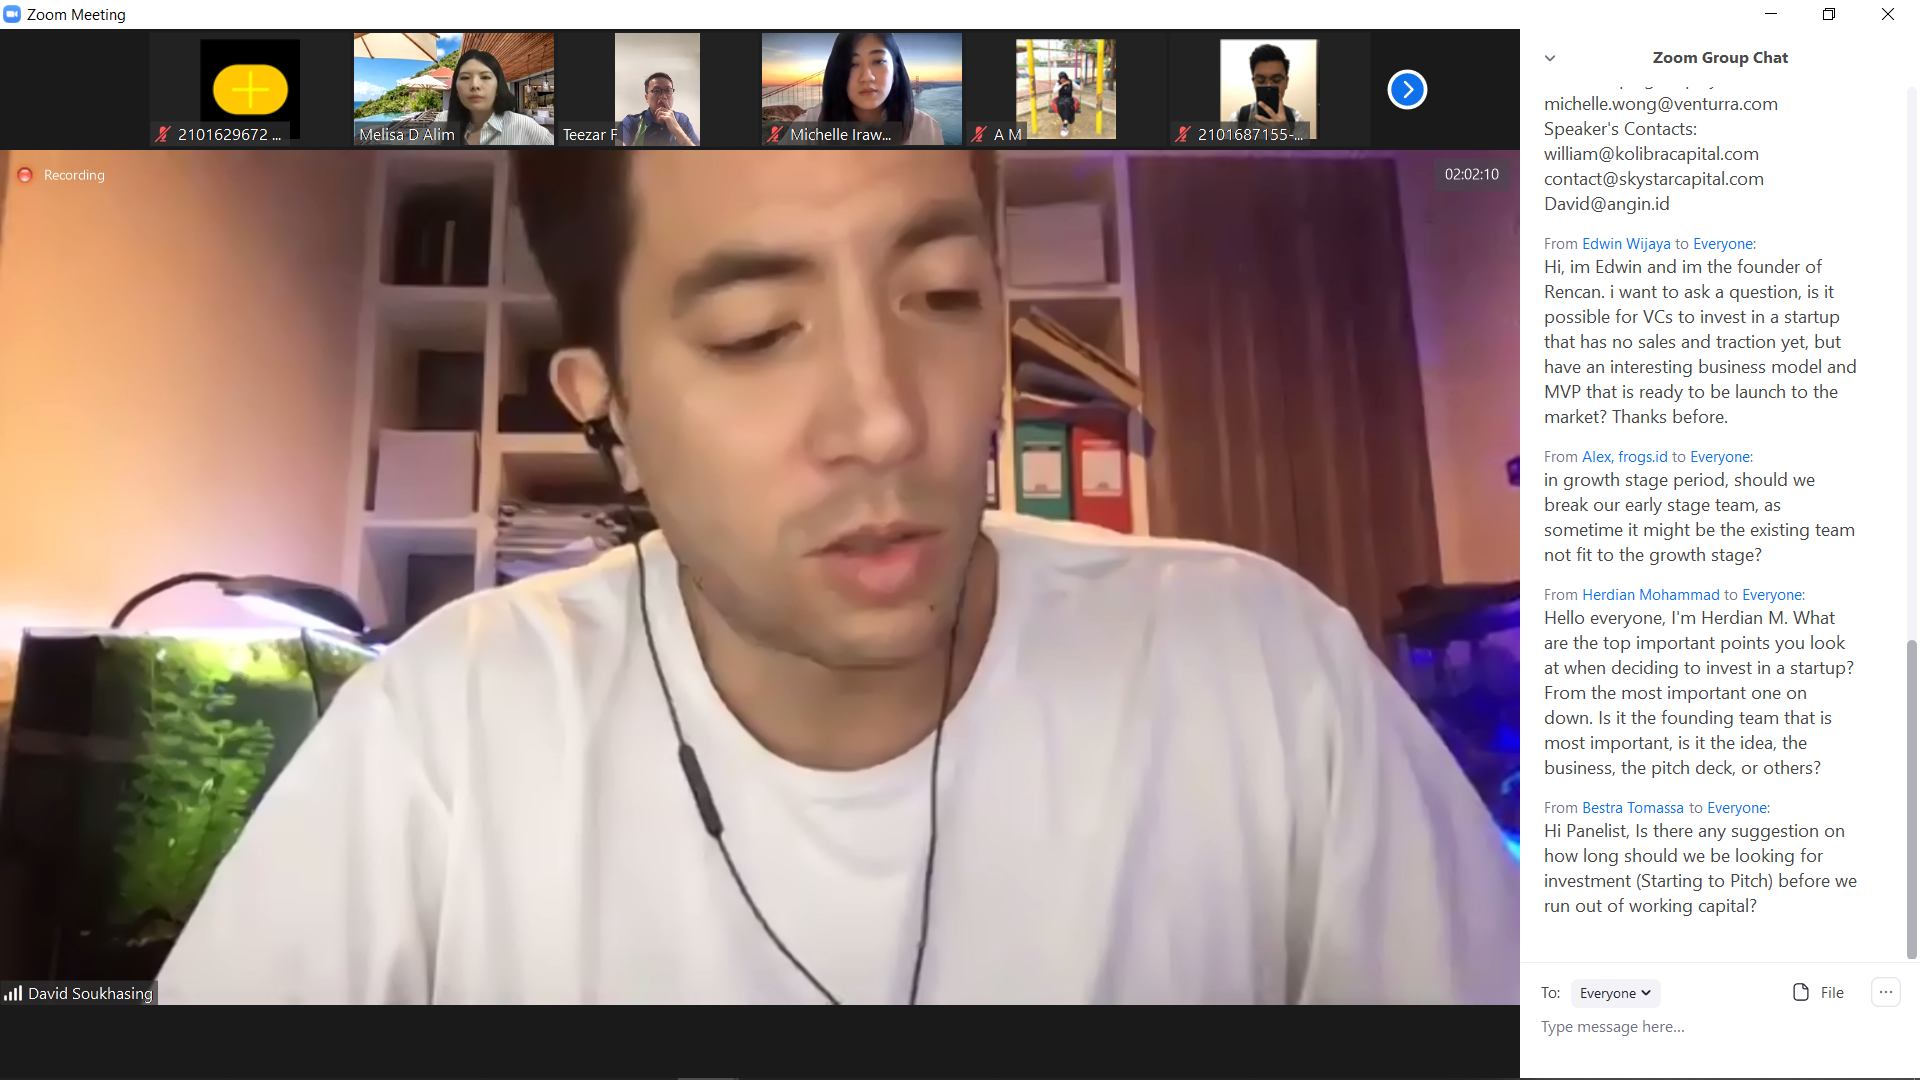 Zoom Meeting
2101629672 ...
Melisa D Alim
Teezar F
Michelle Iraw...
A M
2101687155-...
Recording
02:02:10
David Soukhasing
Zoom Group Chat
michelle.wong@venturra.com
Speaker's Contacts:
william@kolibracapital.com
contact@skystarcapital.com
David@angin.id
From Edwin Wijaya to Everyone:
Hi, im Edwin and im the founder of
Rencan. i want to ask a question, is it
possible for VCs to invest in a startup
that has no sales and traction yet, but
have an interesting business model and
MVP that is ready to be launch to the
market? Thanks before.
From Alex, frogs.id to Everyone:
in growth stage period, should we
break our early stage team, as
sometime it might be the existing team
not fit to the growth stage?
From Herdian Mohammad to Everyone:
Hello everyone, I'm Herdian M. What
are the top important points you look
at when deciding to invest in a startup?
From the most important one on
down. Is it the founding team that is
most important, is it the idea, the
business, the pitch deck, or others?
From Bestra Tomassa to Everyone:
Hi Panelist, Is there any suggestion on
how long should we be looking for
investment (Starting to Pitch) before we
run out of working capital?
To: Everyone File ...
Type message here...